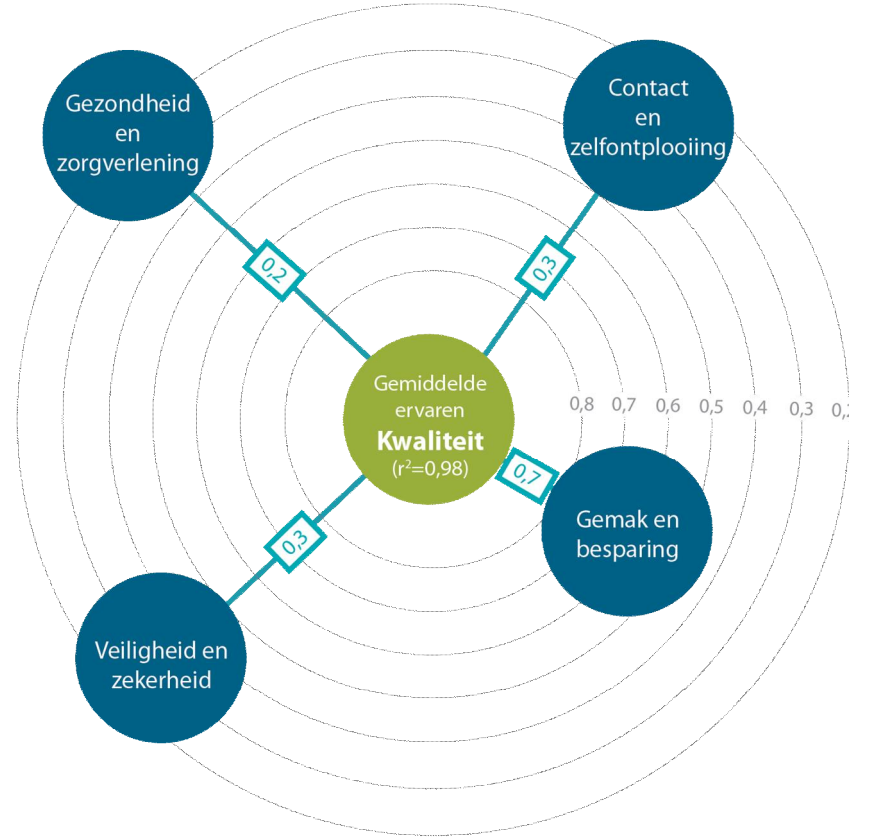 Gezondheid
en
zorgverlening
Contact
en
zelfontplooiing
0,2
0,3
Gemiddelde
ervaren
Kwaliteit
(r²=0,98)
0,8 0,7 0,6 0,5 0,4 0,3 0,2
0,7
Gemak en
besparing
0,3
Veiligheid en
zekerheid